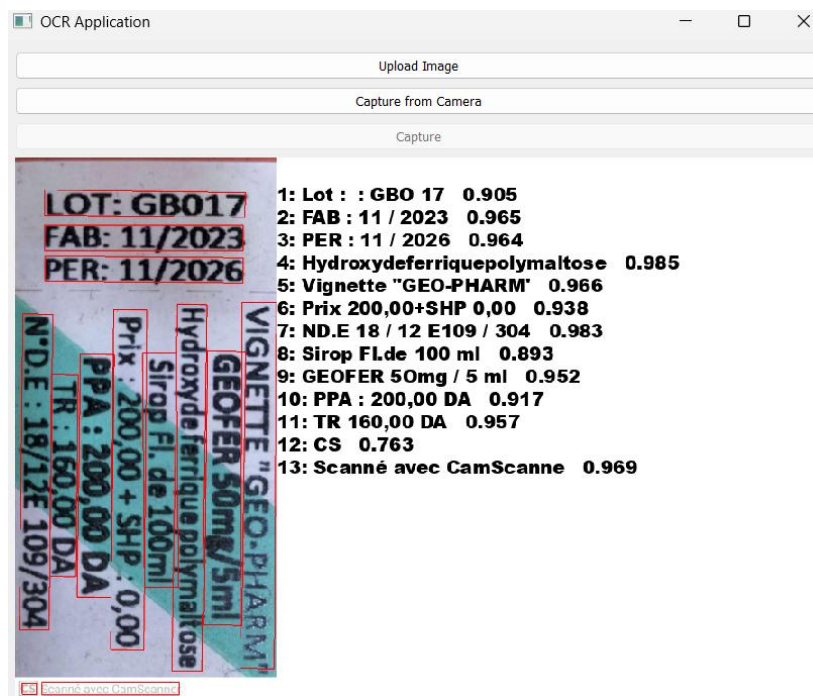 OCR Application
Upload Image
Capture from Camera
Capture
LOT: GB017
FAB: 11/2023
PER: 11/2026
VIGNETTE "GEO-PHARM"
GEOFER 50mg/5ml
Hydroxyde ferrique polymaltose
Sirop Fl. de 100ml
Prix : 200,00 + SHP : 0,00
PPA : 200,00 DA
TR : 160,00 DA
N°D.E : 18/12E 109/304
CS Scanné avec CamScanner
1: Lot : : GBO 17 0.905
2: FAB : 11 / 2023 0.965
3: PER : 11 / 2026 0.964
4: Hydroxydeferriquepolymaltose 0.985
5: Vignette "GEO-PHARM' 0.966
6: Prix 200,00+SHP 0,00 0.938
7: ND.E 18 / 12 E109 / 304 0.983
8: Sirop Fl.de 100 ml 0.893
9: GEOFER 5Omg / 5 ml 0.952
10: PPA : 200,00 DA 0.917
11: TR 160,00 DA 0.957
12: CS 0.763
13: Scanné avec CamScanne 0.969